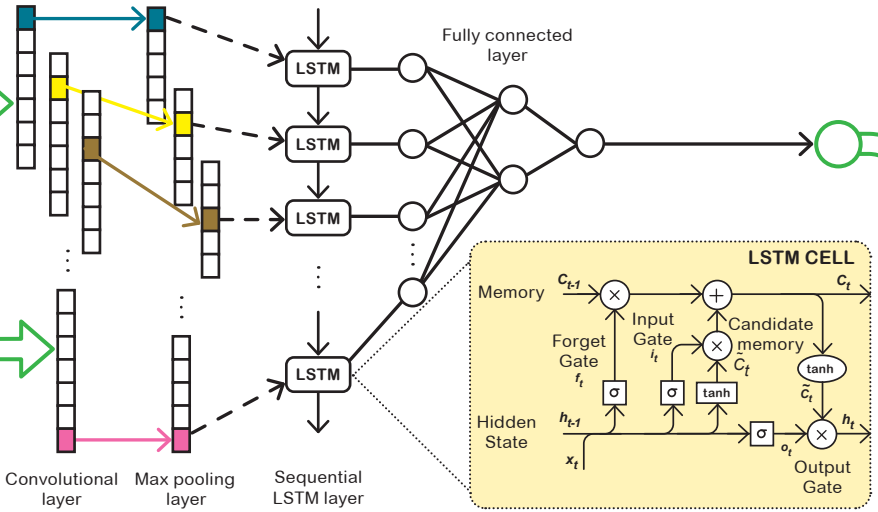 Fully connected
layer
LSTM
LSTM
LSTM
LSTM
Convolutional
layer
Max pooling
layer
Sequential
LSTM layer
LSTM CELL
Memory
C_{t-1}
C_t
×
+
Forget
Gate
f_t
Input
Gate
i_t
×
Candidate
memory
C̃_t
tanh
C̃_t
σ
σ
tanh
Hidden
State
h_{t-1}
x_t
σ
o_t
×
h_t
Output
Gate